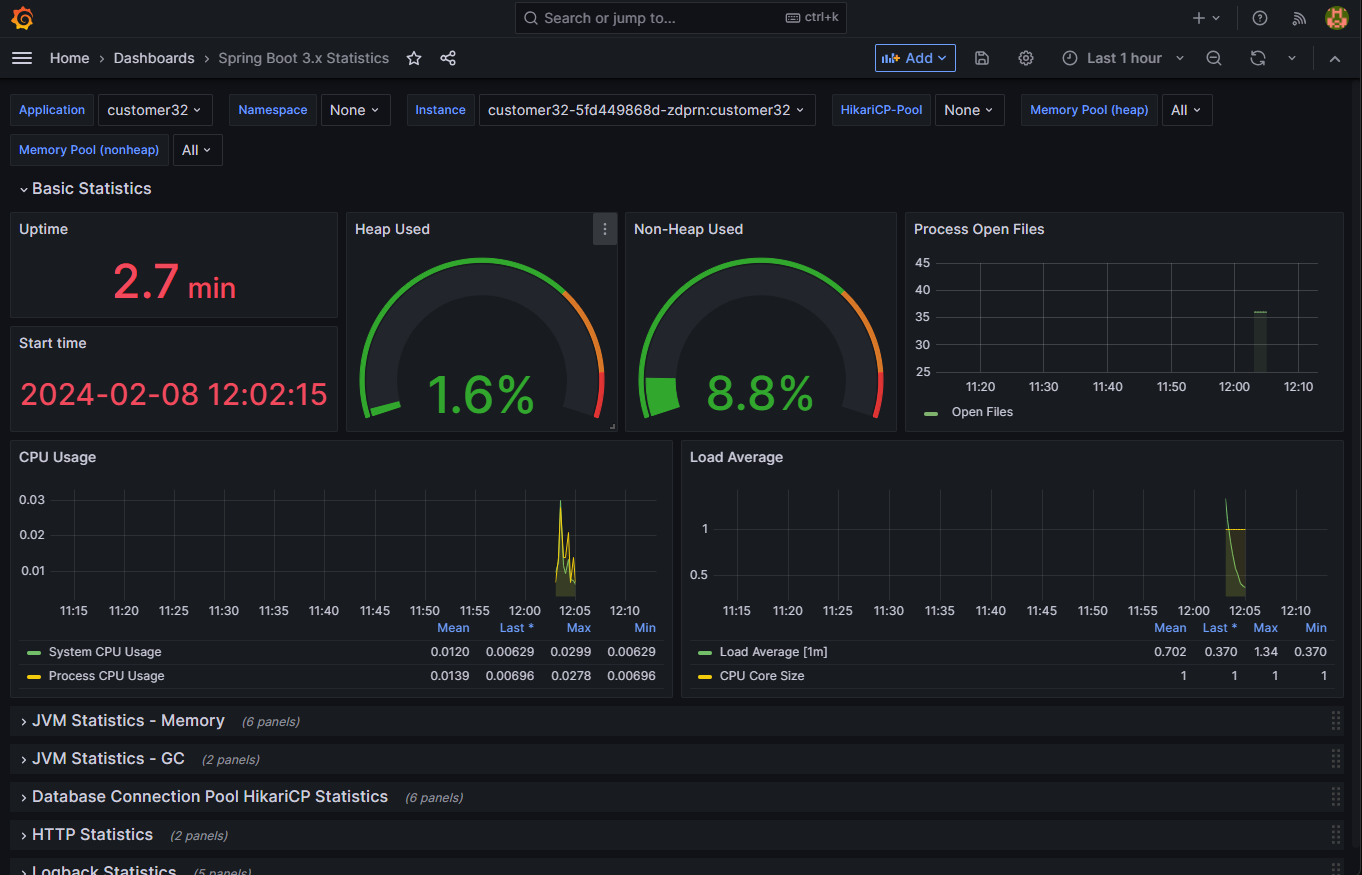 Search or jump to... ctrl+k
Home › Dashboards › Spring Boot 3.x Statistics Add Last 1 hour
Application customer32 Namespace None Instance customer32-5fd449868d-zdprn:customer32 HikariCP-Pool None Memory Pool (heap) All
Memory Pool (nonheap) All
Basic Statistics
Uptime
2.7 min
Start time
2024-02-08 12:02:15
Heap Used
1.6%
Non-Heap Used
8.8%
Process Open Files
45
40
35
30
25
11:20 11:30 11:40 11:50 12:00 12:10
Open Files
CPU Usage
0.03
0.02
0.01
11:15 11:20 11:25 11:30 11:35 11:40 11:45 11:50 11:55 12:00 12:05 12:10
Mean Last * Max Min
System CPU Usage 0.0120 0.00629 0.0299 0.00629
Process CPU Usage 0.0139 0.00696 0.0278 0.00696
Load Average
1
0.5
11:15 11:20 11:25 11:30 11:35 11:40 11:45 11:50 11:55 12:00 12:05 12:10
Mean Last * Max Min
Load Average [1m] 0.702 0.370 1.34 0.370
CPU Core Size 1 1 1 1
JVM Statistics - Memory (6 panels)
JVM Statistics - GC (2 panels)
Database Connection Pool HikariCP Statistics (6 panels)
HTTP Statistics (2 panels)
Logback Statistics (5 panels)